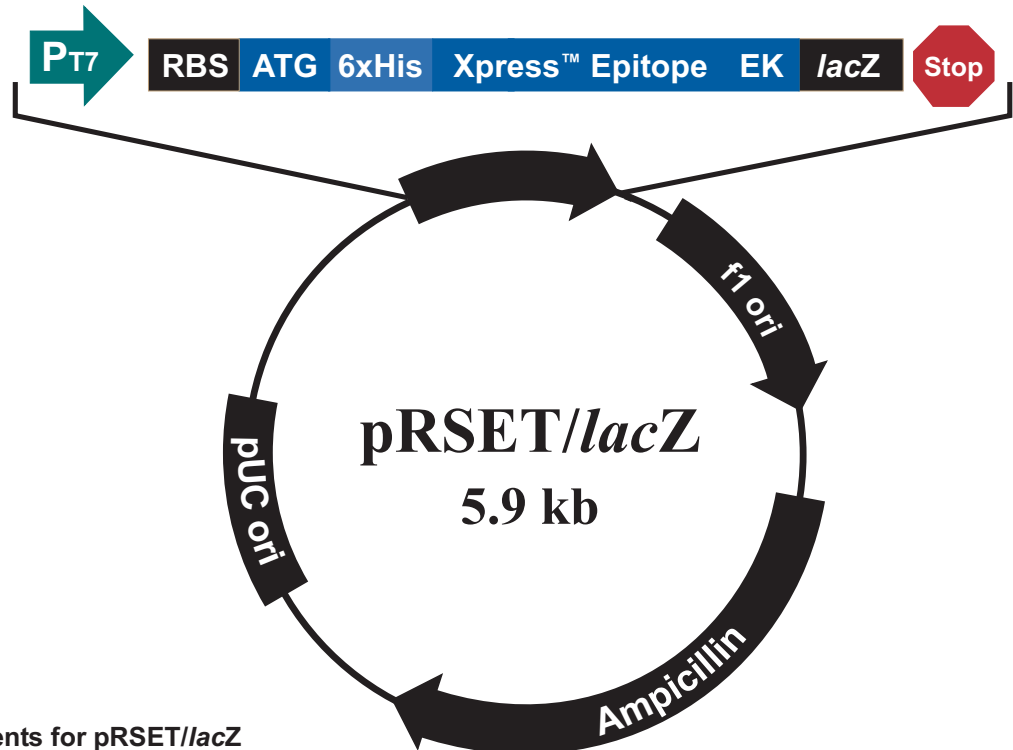 PT7 RBS ATG 6xHis Xpress™ Epitope EK lacZ Stop
f1 ori
pRSET/lacZ
5.9 kb
pUC ori
Ampicillin
for pRSET/lacZ